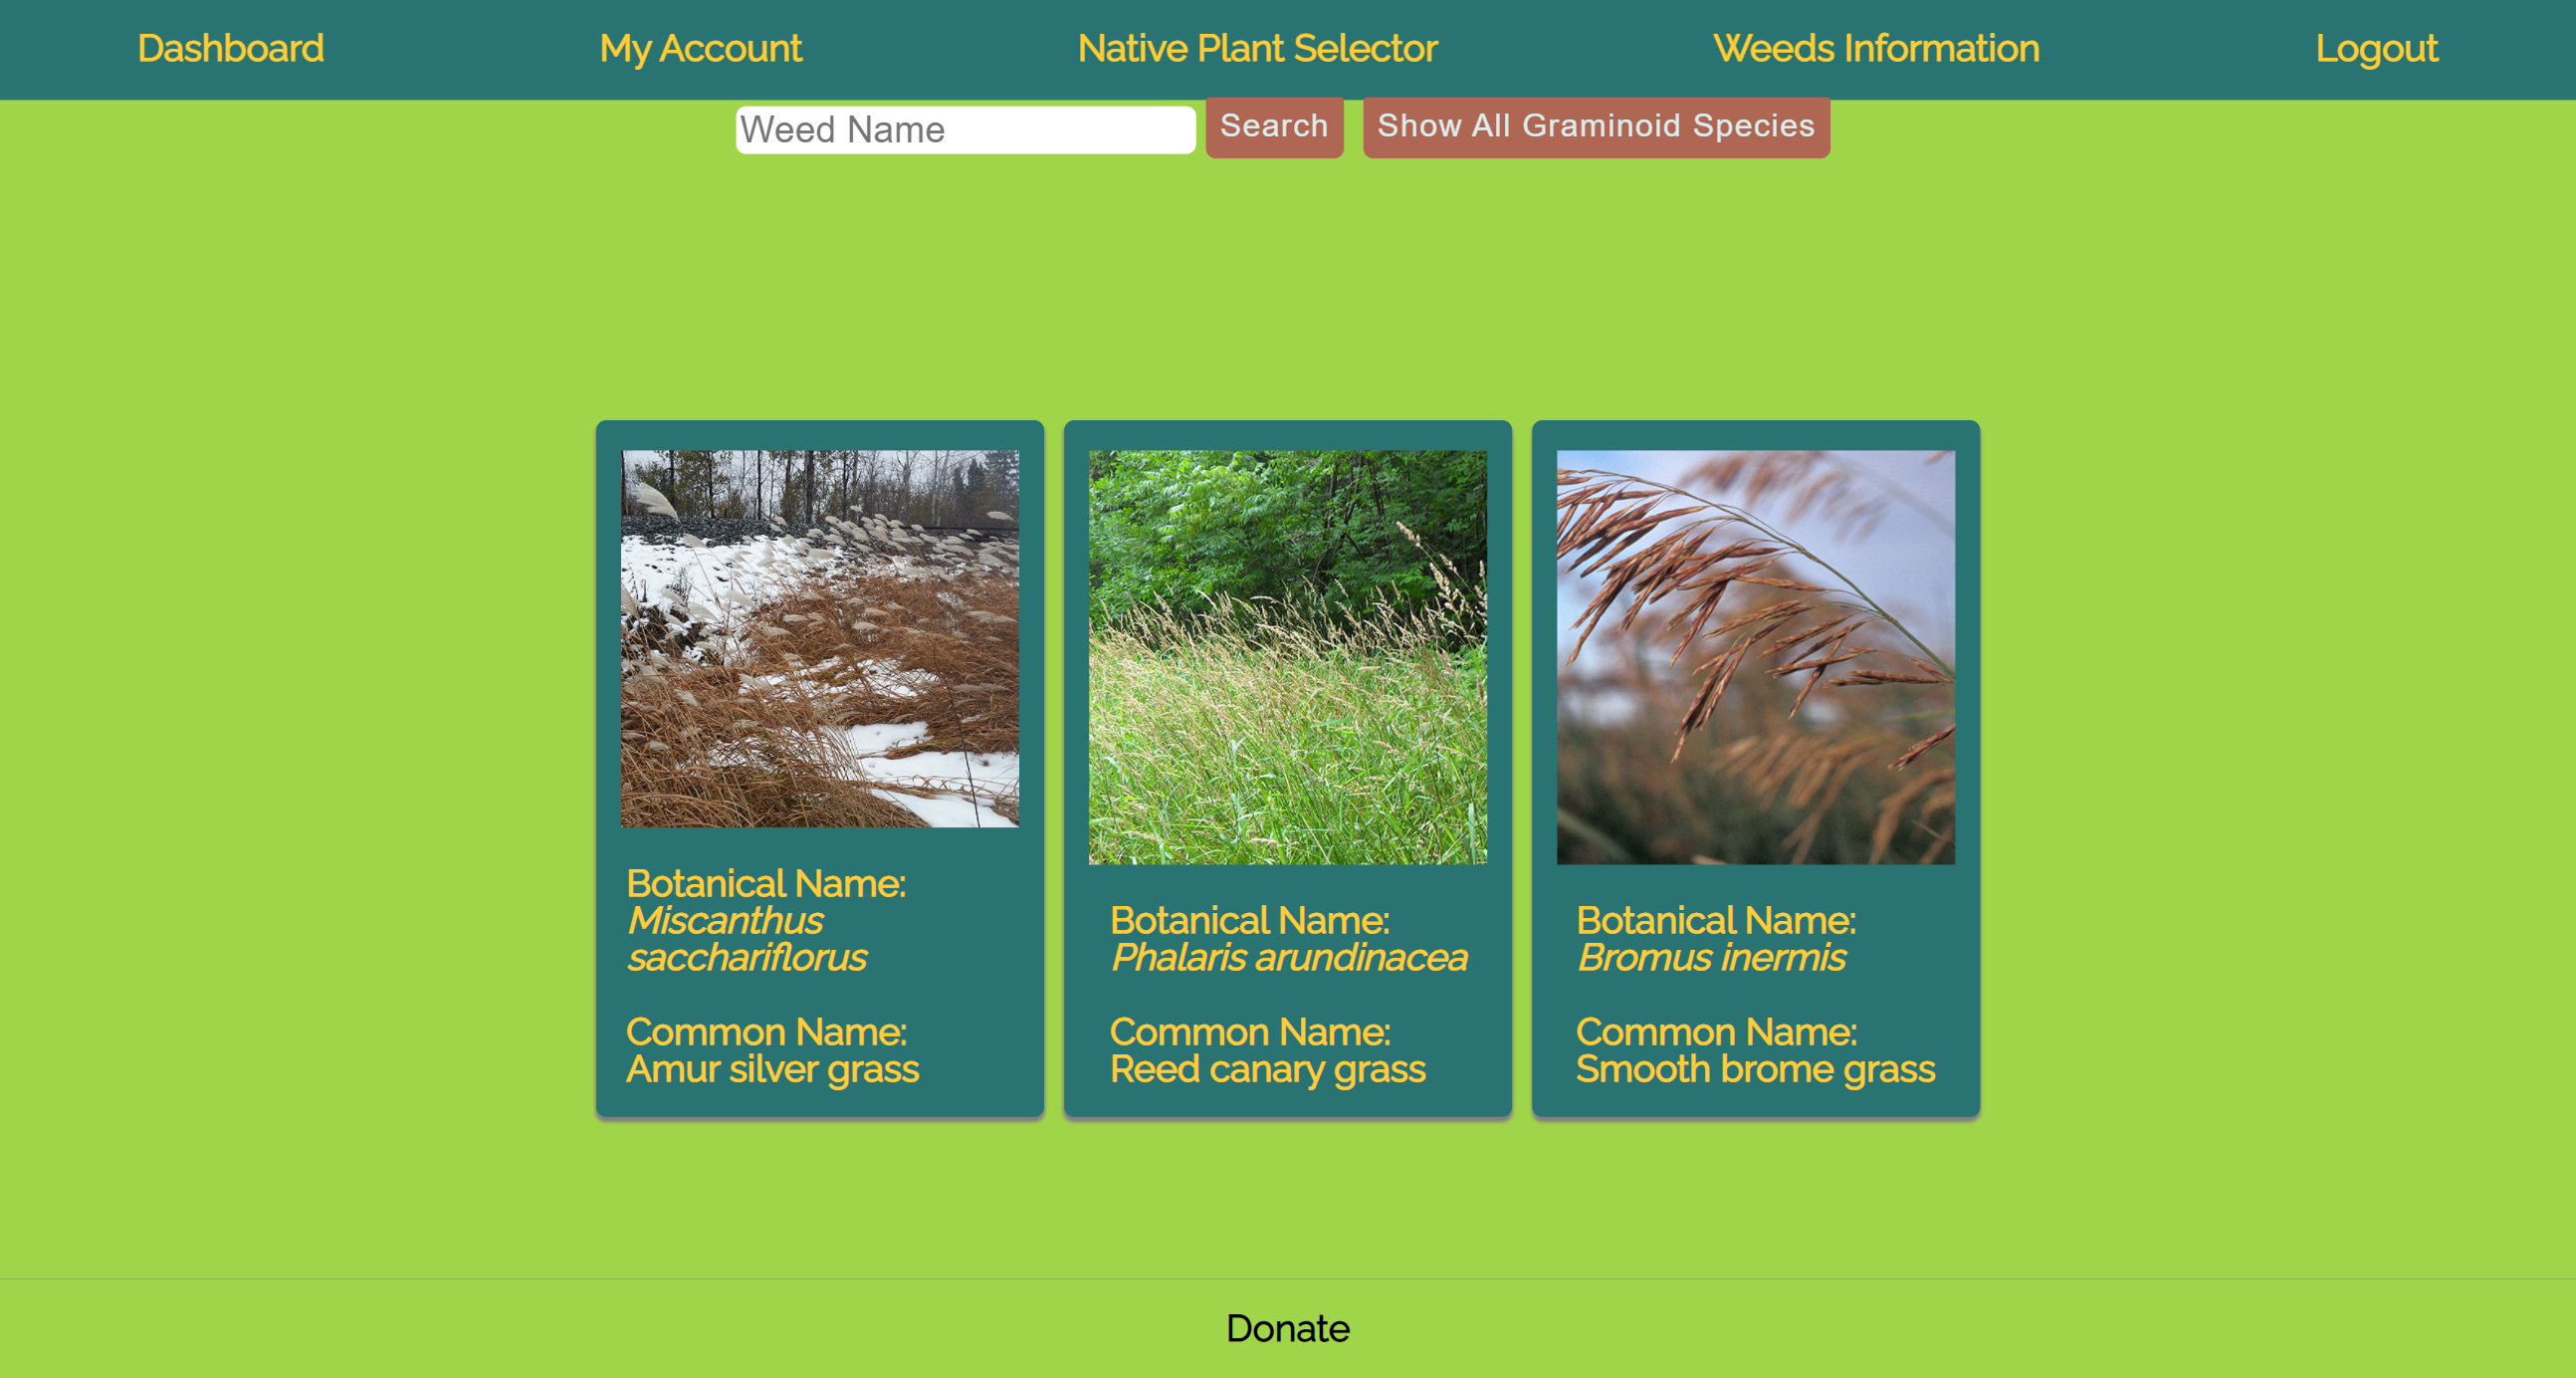 Dashboard My Account Native Plant Selector Weeds Information Logout
Weed Name Search Show All Graminoid Species
Botanical Name:
Miscanthus
sacchariflorus
Common Name:
Amur silver grass
Botanical Name:
Phalaris arundinacea
Common Name:
Reed canary grass
Botanical Name:
Bromus inermis
Common Name:
Smooth brome grass
Donate